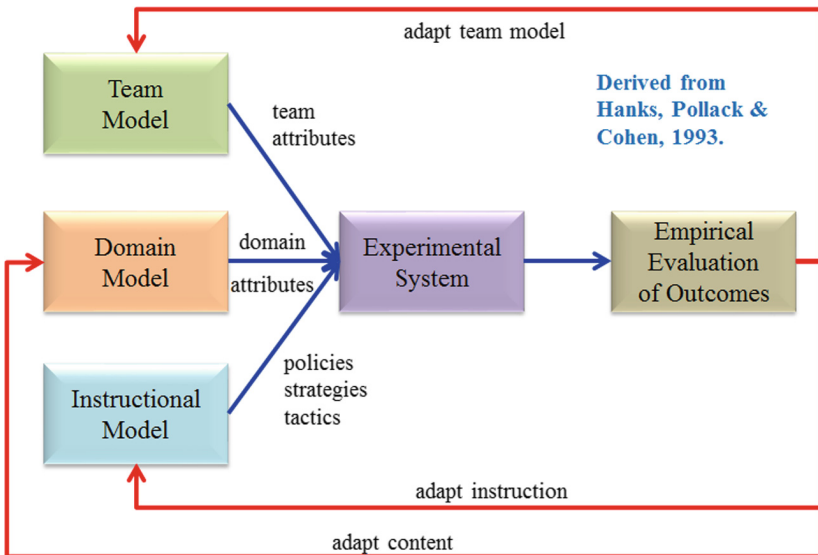 adapt team model
Team
Model
team
attributes
Derived from
Hanks, Pollack &
Cohen, 1993.
Domain
Model
domain
attributes
Experimental
System
Empirical
Evaluation
of Outcomes
Instructional
Model
policies
strategies
tactics
adapt instruction
adapt content